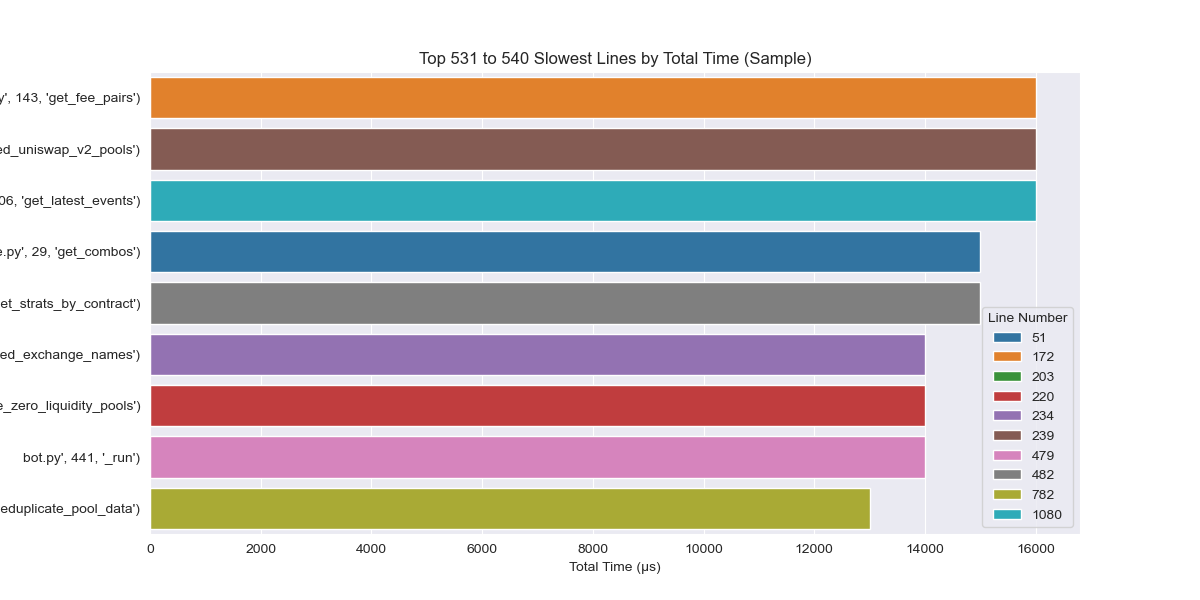 Top 531 to 540 Slowest Lines by Total Time (Sample)
y', 143, 'get_fee_pairs')
ed_uniswap_v2_pools')
06, 'get_latest_events')
e.py', 29, 'get_combos')
et_strats_by_contract')
ed_exchange_names')
e_zero_liquidity_pools')
bot.py', 441, '_run')
eduplicate_pool_data')
Line Number
51
172
203
220
234
239
479
482
782
1080
0 2000 4000 6000 8000 10000 12000 14000 16000
Total Time (µs)